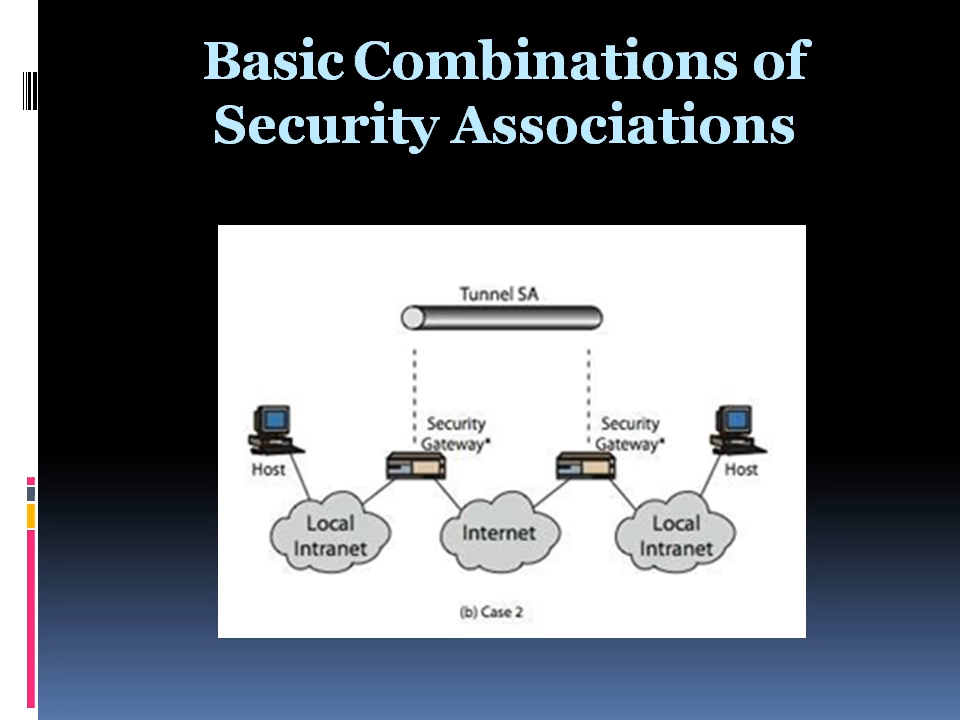 Basic Combinations of
Security Associations
Tunnel SA
Security
Gateway*
Security
Gateway*
Host
Host
Local
Intranet
Internet
Local
Intranet
(b) Case 2